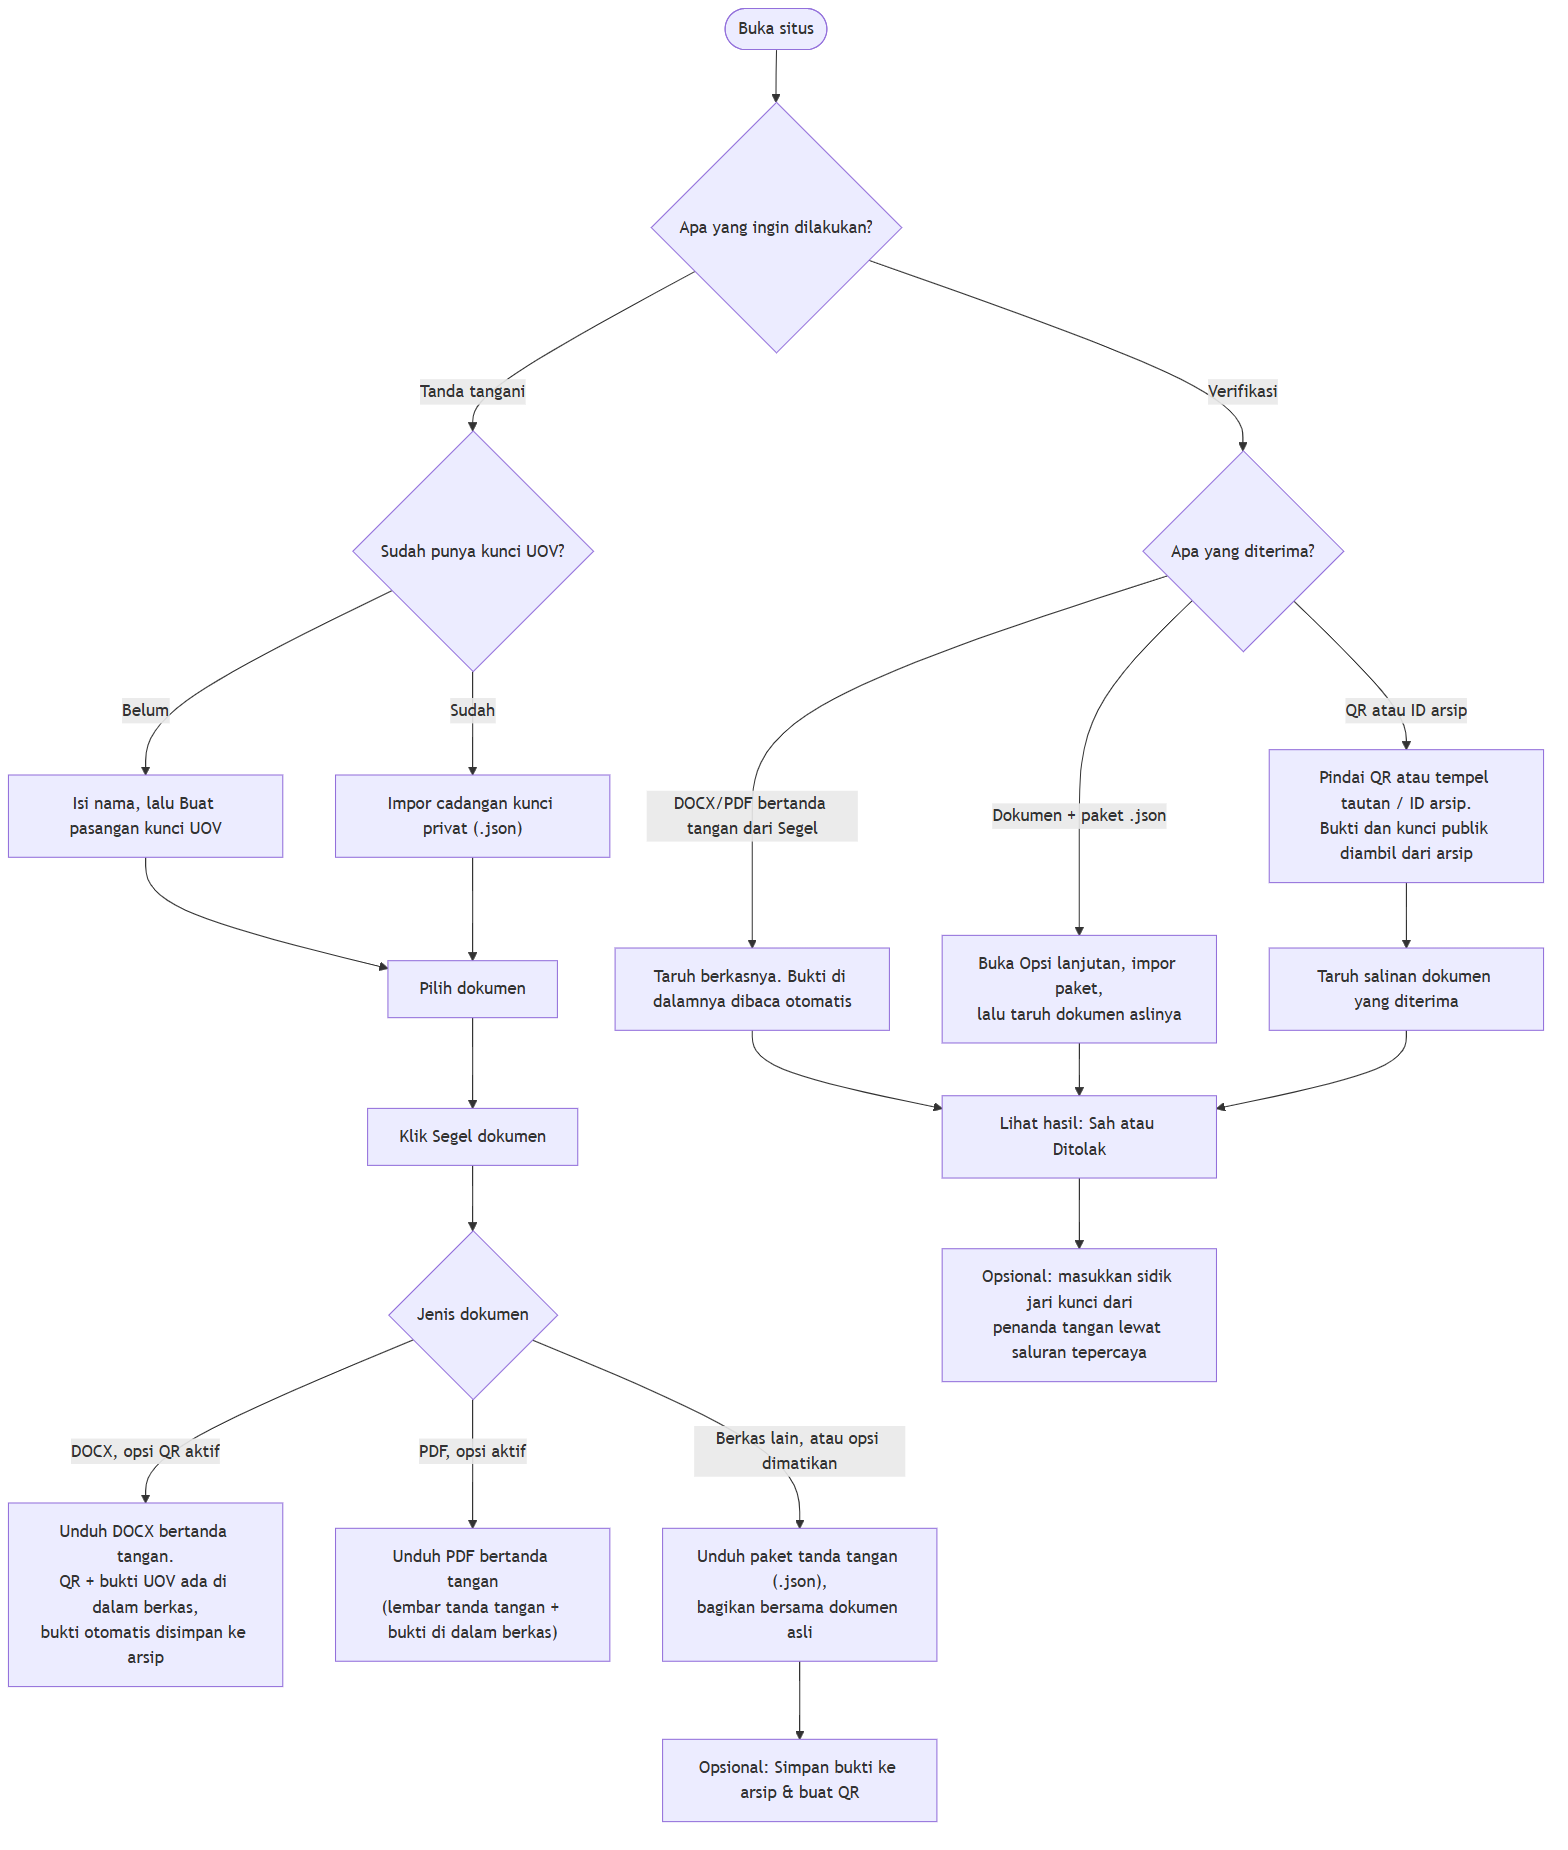 Buka situs
Apa yang ingin dilakukan?
Tanda tangani
Verifikasi
Sudah punya kunci UOV?
Apa yang diterima?
Belum
Sudah
QR atau ID arsip
Isi nama, lalu Buat
pasangan kunci UOV
Impor cadangan kunci
privat (.json)
DOCX/PDF bertanda
tangan dari Segel
Dokumen + paket .json
Pindai QR atau tempel
tautan / ID arsip.
Bukti dan kunci publik
diambil dari arsip
Pilih dokumen
Taruh berkasnya. Bukti di
dalamnya dibaca otomatis
Buka Opsi lanjutan, impor
paket,
lalu taruh dokumen aslinya
Taruh salinan dokumen
yang diterima
Klik Segel dokumen
Lihat hasil: Sah atau
Ditolak
Jenis dokumen
Opsional: masukkan sidik
jari kunci dari
penanda tangan lewat
saluran tepercaya
DOCX, opsi QR aktif
PDF, opsi aktif
Berkas lain, atau opsi
dimatikan
Unduh DOCX bertanda
tangan.
QR + bukti UOV ada di
dalam berkas,
bukti otomatis disimpan ke
arsip
Unduh PDF bertanda
tangan
(lembar tanda tangan +
bukti di dalam berkas)
Unduh paket tanda tangan
(.json),
bagikan bersama dokumen
asli
Opsional: Simpan bukti ke
arsip & buat QR